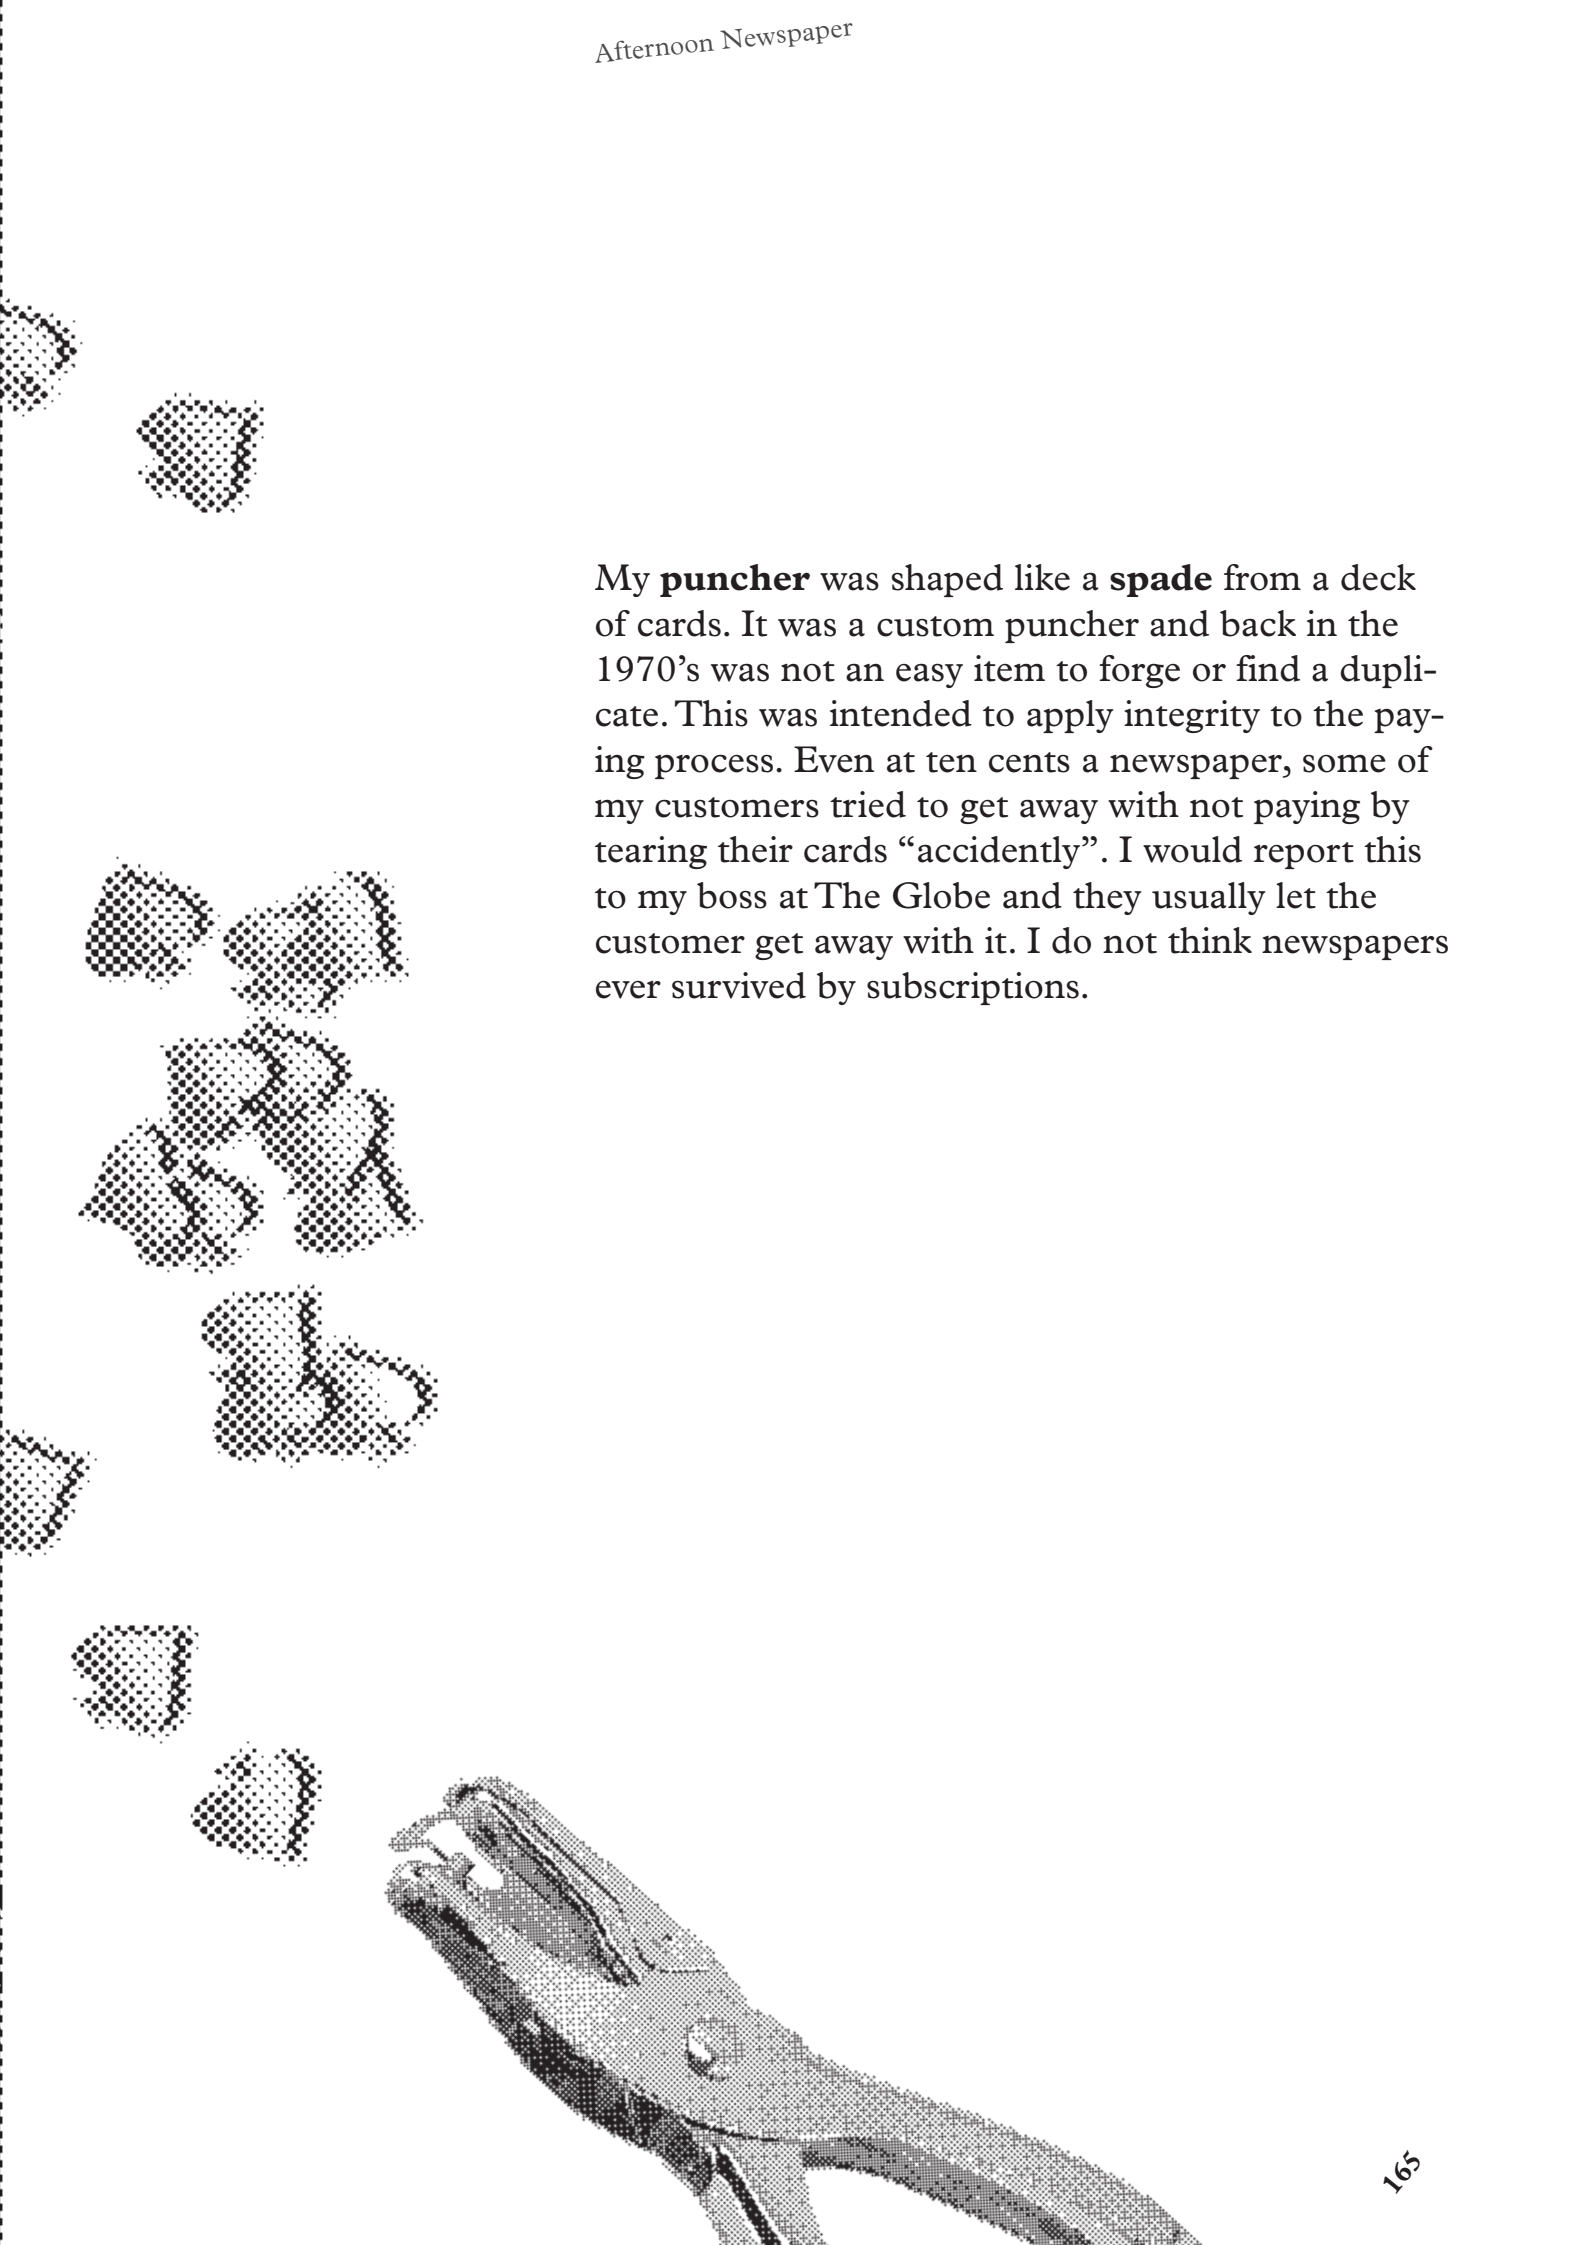 Afternoon Newspaper
My puncher was shaped like a spade from a deck
of cards. It was a custom puncher and back in the
1970’s was not an easy item to forge or find a dupli-
cate. This was intended to apply integrity to the pay-
ing process. Even at ten cents a newspaper, some of
my customers tried to get away with not paying by
tearing their cards “accidently”. I would report this
to my boss at The Globe and they usually let the
customer get away with it. I do not think newspapers
ever survived by subscriptions.
165